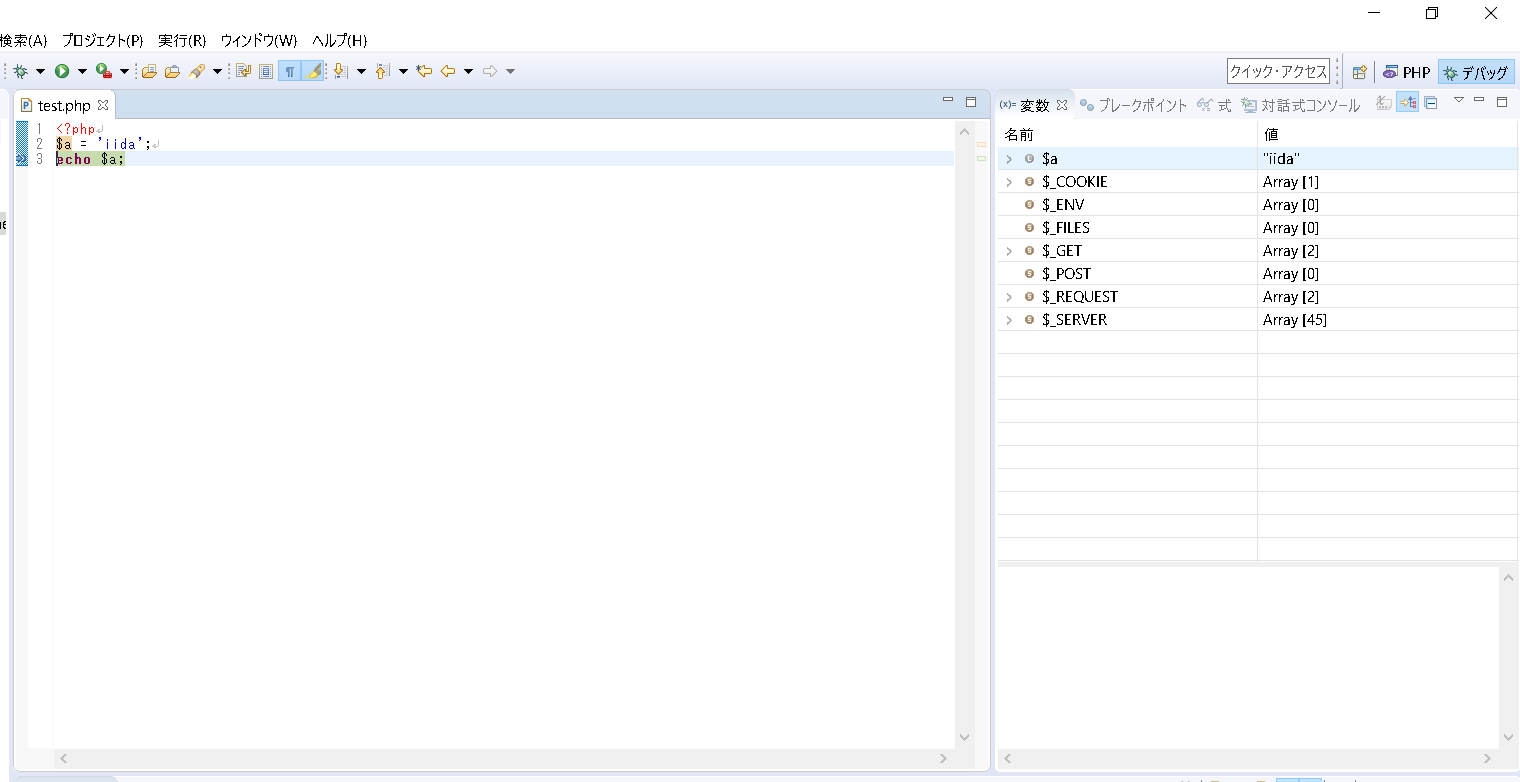 検索(A) プロジェクト(P) 実行(R) ウィンドウ(W) ヘルプ(H)
クイック・アクセス PHP デバッグ
test.php
1 <?php
2 $a = 'iida';
3 echo $a;
(x)= 変数 ブレークポイント 式 対話式コンソール
名前 値
$a "iida"
$_COOKIE Array [1]
$_ENV Array [0]
$_FILES Array [0]
$_GET Array [2]
$_POST Array [0]
$_REQUEST Array [2]
$_SERVER Array [45]